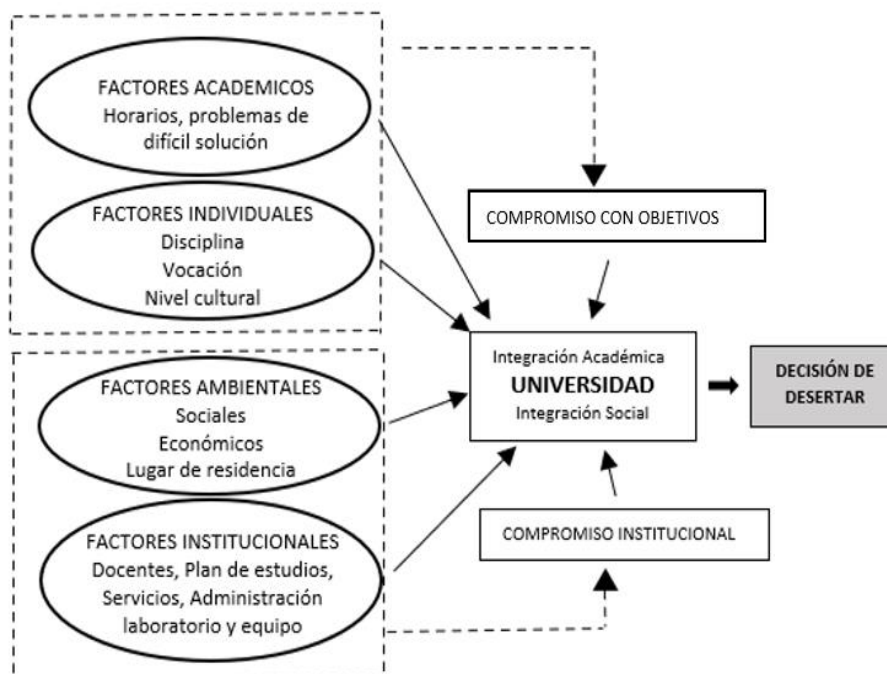 FACTORES ACADEMICOS
Horarios, problemas de
difícil solución
FACTORES INDIVIDUALES
Disciplina
Vocación
Nivel cultural
FACTORES AMBIENTALES
Sociales
Económicos
Lugar de residencia
FACTORES INSTITUCIONALES
Docentes, Plan de estudios,
Servicios, Administración
laboratorio y equipo
COMPROMISO CON OBJETIVOS
Integración Académica
UNIVERSIDAD
Integración Social
COMPROMISO INSTITUCIONAL
DECISIÓN DE
DESERTAR